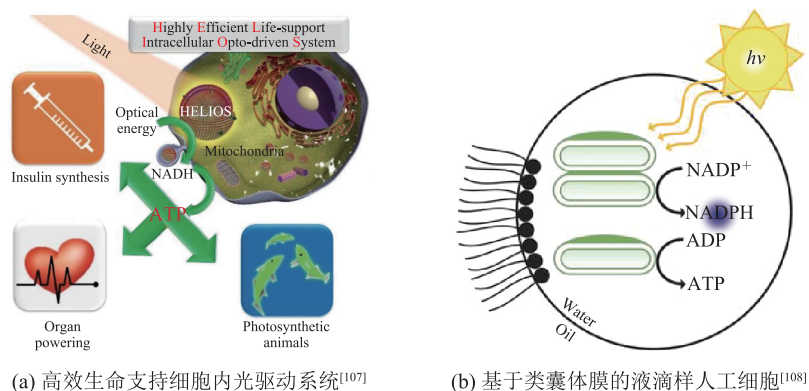 Highly Efficient Life-support
Intracellular Opto-driven System
Light
HELIOS
Optical
energy
NADH
Mitochondria
Insulin synthesis
ATP
Organ
powering
Photosynthetic
animals
(a) 高效生命支持细胞内光驱动系统[107]
hν
NADP+
NADPH
ADP
ATP
Water
Oil
(b) 基于类囊体膜的液滴样人工细胞[108]